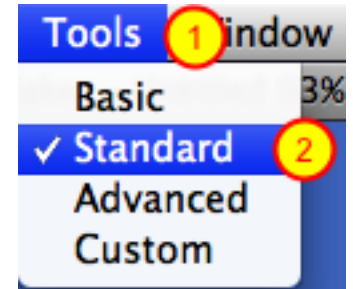 Tools 1 indow
Basic 3%
✓ Standard 2
Advanced
Custom